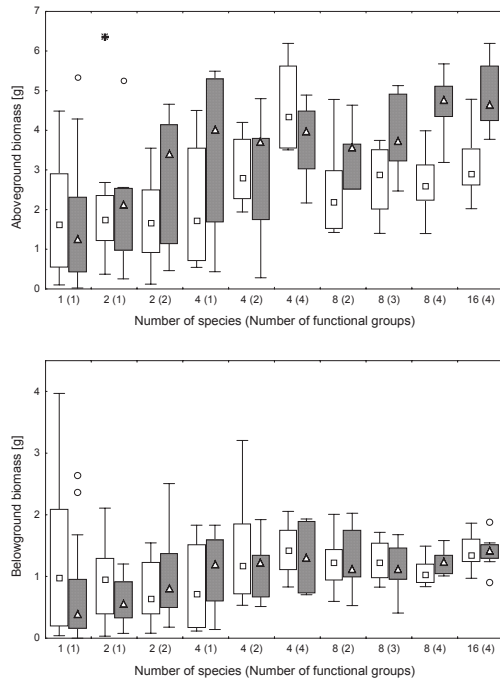 Aboveground biomass [g]
7
6
5
4
3
2
1
0
1 (1) 2 (1) 2 (2) 4 (1) 4 (2) 4 (4) 8 (2) 8 (3) 8 (4) 16 (4)
Number of species (Number of functional groups)
Belowground biomass [g]
4
3
2
1
0
1 (1) 2 (1) 2 (2) 4 (1) 4 (2) 4 (4) 8 (2) 8 (3) 8 (4) 16 (4)
Number of species (Number of functional groups)